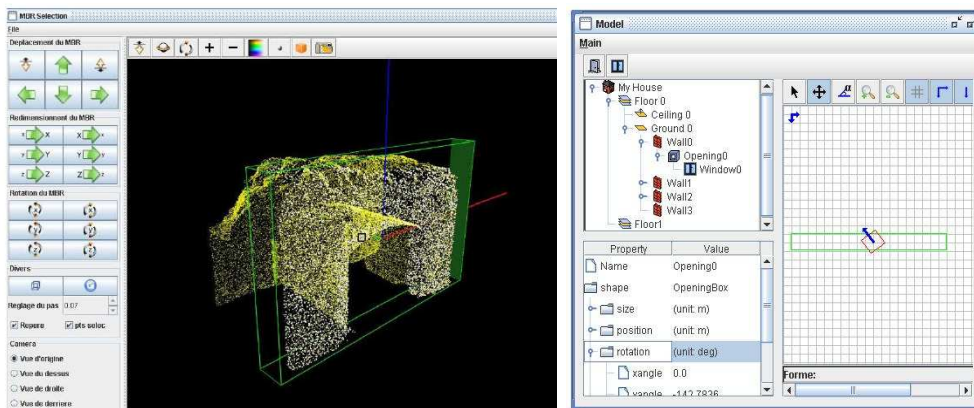 MBR Selection
File
Deplacement du MBR
Redimensionnement du MBR
x X X x
y Y Y y
z Z Z z
Rotation du MBR
Divers
Reglage du pas 0.07
Repere pts selec
Camera
Vue d'origine
Vue du dessus
Vue de droite
Vue de derriere
Model
Main
My House
Floor 0
Ceiling 0
Ground 0
Wall0
Opening0
Window0
Wall1
Wall2
Wall3
Floor1
Property Value
Name Opening0
shape OpeningBox
size (unit: m)
position (unit: m)
rotation (unit: deg)
xangle 0.0
yangle -142.7836
Forme: